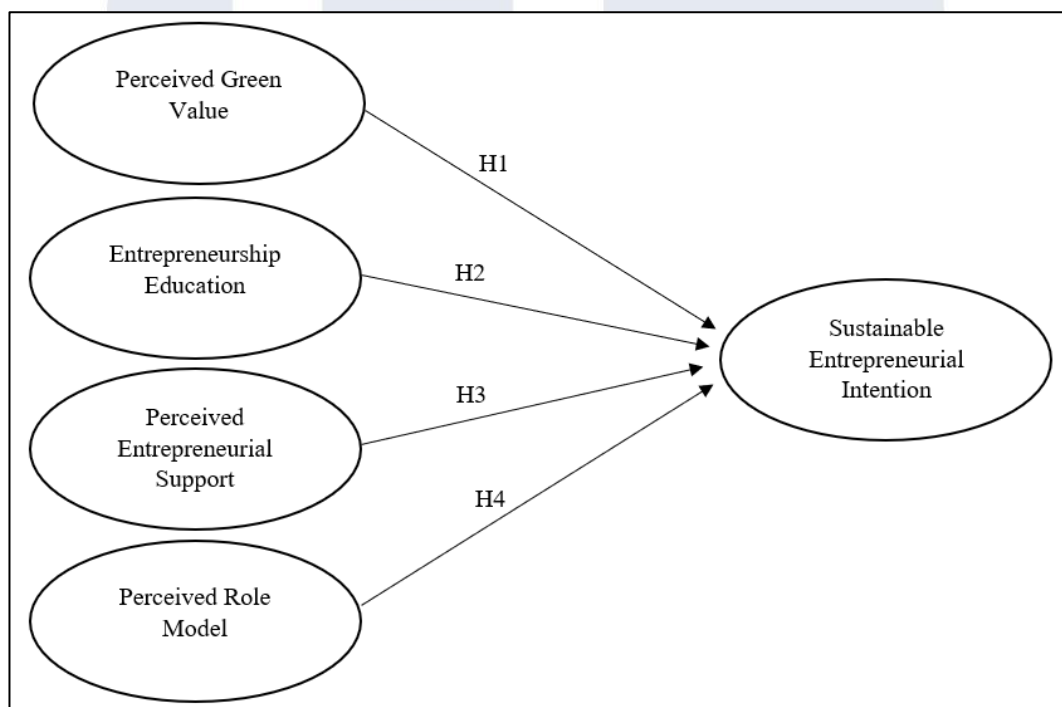 Perceived Green
Value
H1
Entrepreneurship
Education
H2
Sustainable
Entrepreneurial
Intention
Perceived
Entrepreneurial
Support
H3
H4
Perceived Role
Model